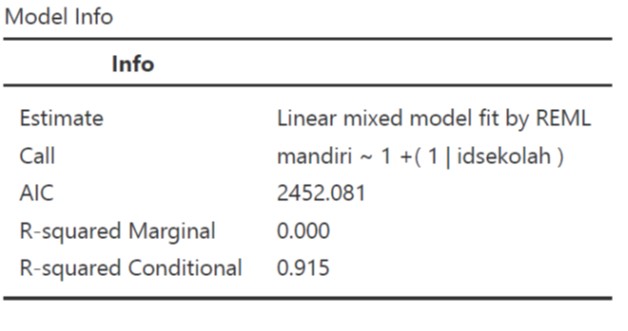 Model Info
Info
Estimate Linear mixed model fit by REML
Call mandiri ~ 1 +( 1 | idsekolah )
AIC 2452.081
R-squared Marginal 0.000
R-squared Conditional 0.915